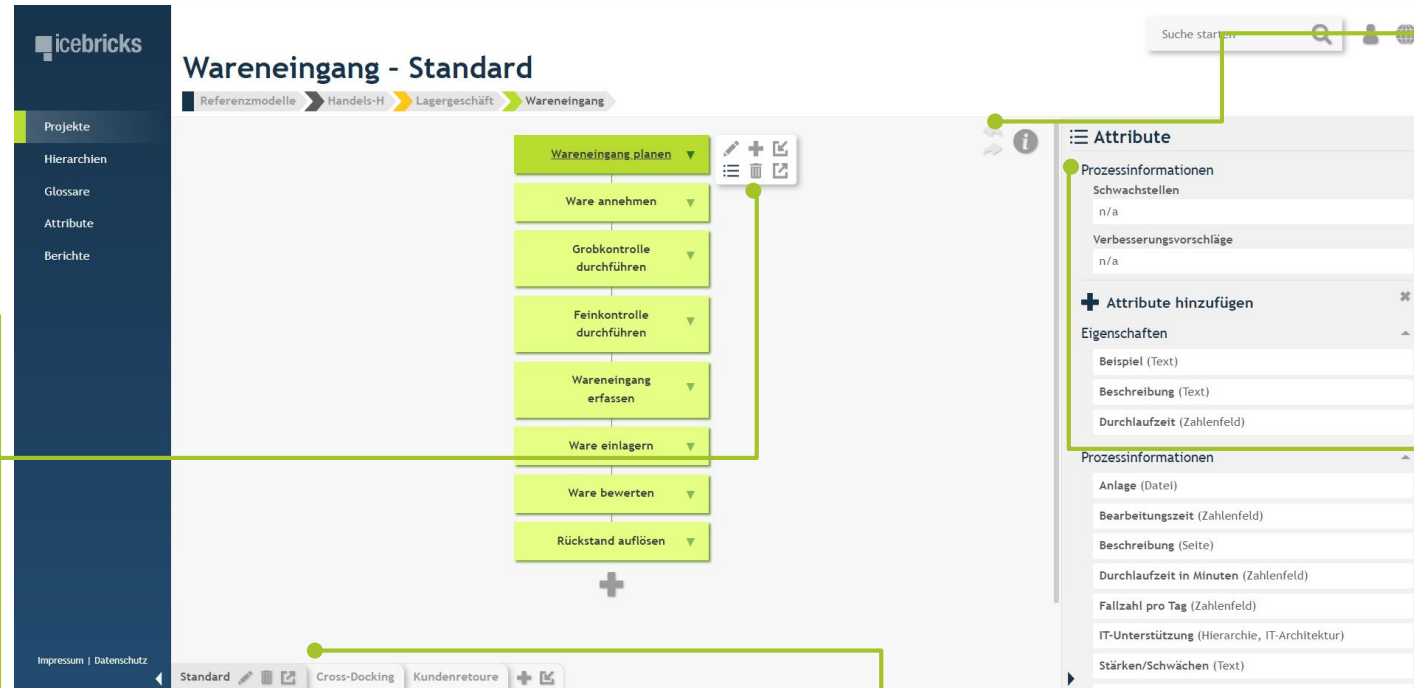 icebricks
Suche starten
Wareneingang - Standard
Referenzmodelle
Handels-H
Lagergeschäft
Wareneingang
Projekte
Hierarchien
Glossare
Attribute
Berichte
Wareneingang planen
Ware annehmen
Grobkontrolle
durchführen
Feinkontrolle
durchführen
Wareneingang
erfassen
Ware einlagern
Ware bewerten
Rückstand auflösen
Attribute
Prozessinformationen
Schwachstellen
n/a
Verbesserungsvorschläge
n/a
Attribute hinzufügen
Eigenschaften
Beispiel (Text)
Beschreibung (Text)
Durchlaufzeit (Zahlenfeld)
Prozessinformationen
Anlage (Datei)
Bearbeitungszeit (Zahlenfeld)
Beschreibung (Seite)
Durchlaufzeit in Minuten (Zahlenfeld)
Fallzahl pro Tag (Zahlenfeld)
IT-Unterstützung (Hierarchie, IT-Architektur)
Stärken/Schwächen (Text)
Impressum | Datenschutz
Standard
Cross-Docking
Kundenretoure